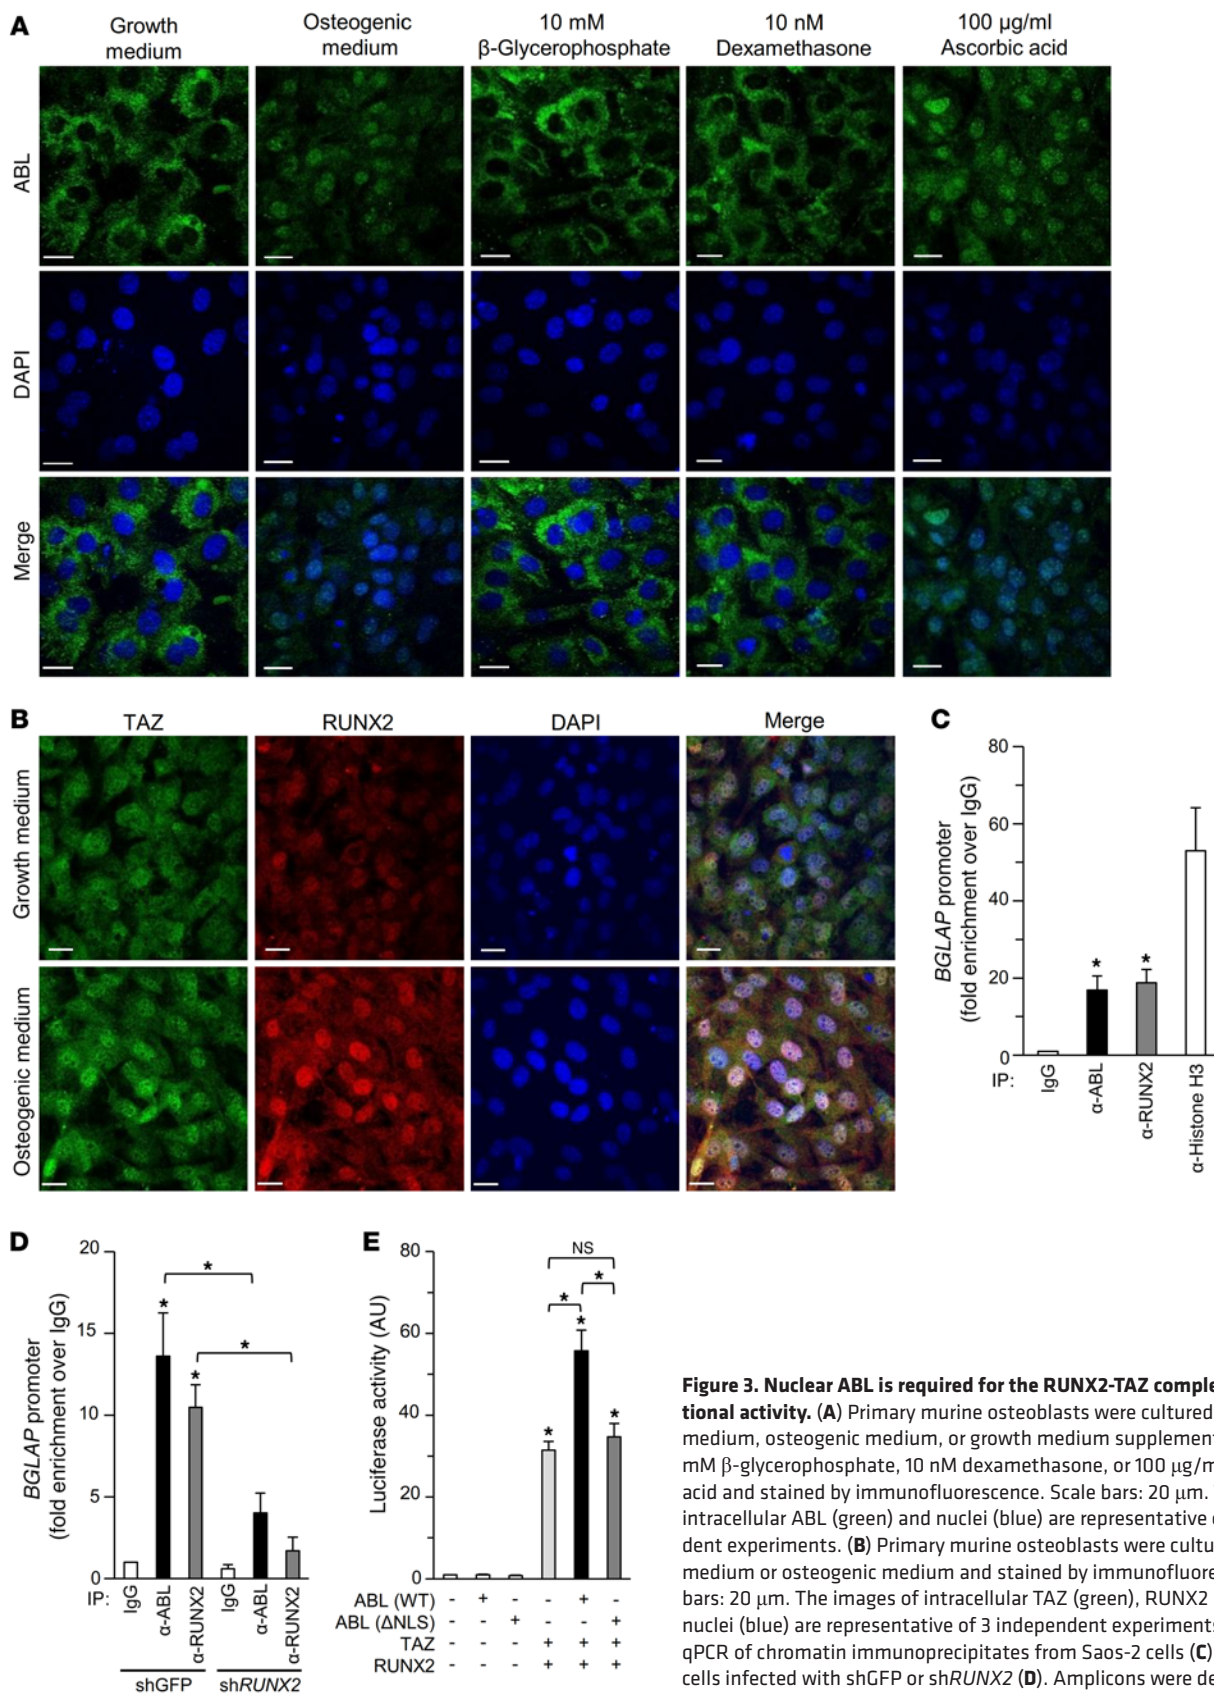 A
Growth
medium
Osteogenic
medium
10 mM
β-Glycerophosphate
10 nM
Dexamethasone
100 µg/ml
Ascorbic acid
ABL
DAPI
Merge
B
TAZ
RUNX2
DAPI
Merge
Growth medium
Osteogenic medium
C
BGLAP promoter
(fold enrichment over IgG)
80
60
40
20
0
* *
IP:
IgG
α-ABL
α-RUNX2
α-Histone H3
D
BGLAP promoter
(fold enrichment over IgG)
20
15
10
5
0
*
*
*
*
IP:
IgG
α-ABL
α-RUNX2
IgG
α-ABL
α-RUNX2
shGFP
shRUNX2
E
Luciferase activity (AU)
80
60
40
20
0
NS
*
*
*
*
*
ABL (WT) - + - - + -
ABL (ΔNLS) - - + - - +
TAZ - - - + + +
RUNX2 - - - + + +
Figure 3. Nuclear ABL is required for the RUNX2-TAZ comple
tional activity. (A) Primary murine osteoblasts were cultured
medium, osteogenic medium, or growth medium supplement
mM β-glycerophosphate, 10 nM dexamethasone, or 100 μg/m
acid and stained by immunofluorescence. Scale bars: 20 μm.
intracellular ABL (green) and nuclei (blue) are representative
dent experiments. (B) Primary murine osteoblasts were cultu
medium or osteogenic medium and stained by immunofluore
bars: 20 μm. The images of intracellular TAZ (green), RUNX2
nuclei (blue) are representative of 3 independent experiments
qPCR of chromatin immunoprecipitates from Saos-2 cells (C)
cells infected with shGFP or shRUNX2 (D). Amplicons were de